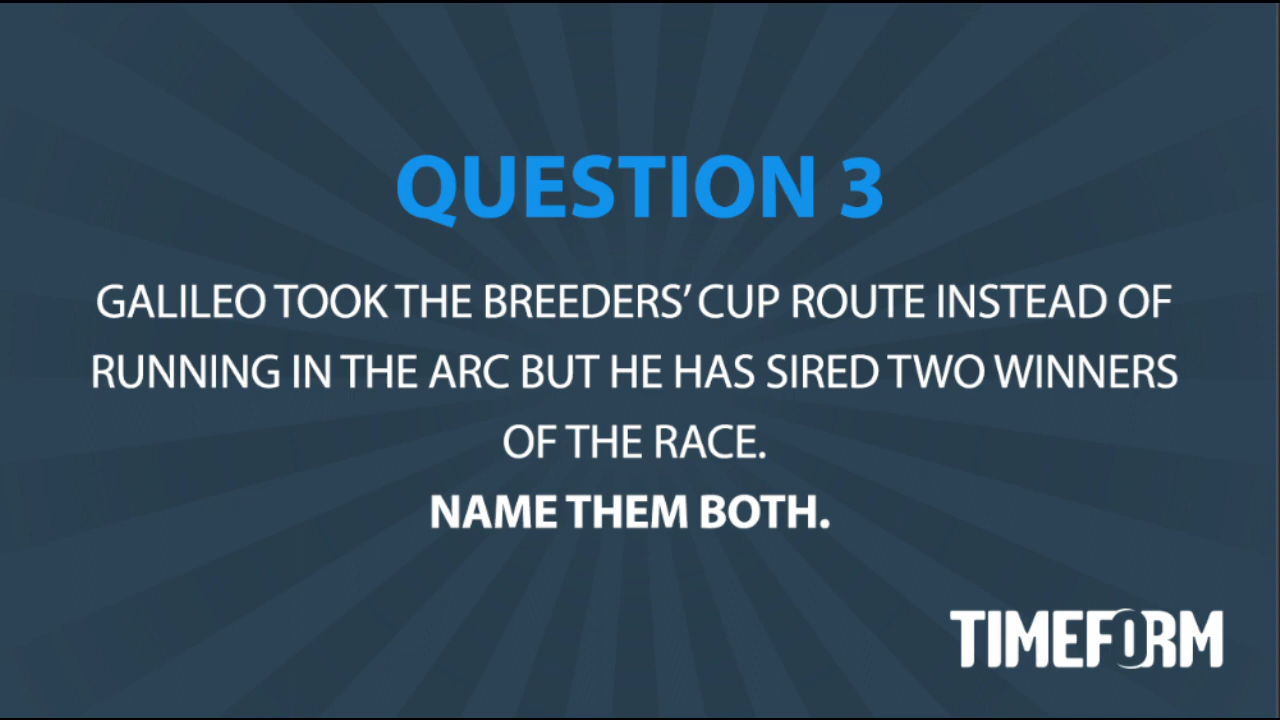 QUESTION 3
GALILEO TOOK THE BREEDERS’ CUP ROUTE INSTEAD OF
RUNNING IN THE ARC BUT HE HAS SIRED TWO WINNERS
OF THE RACE.
NAME THEM BOTH.
TIMEFORM